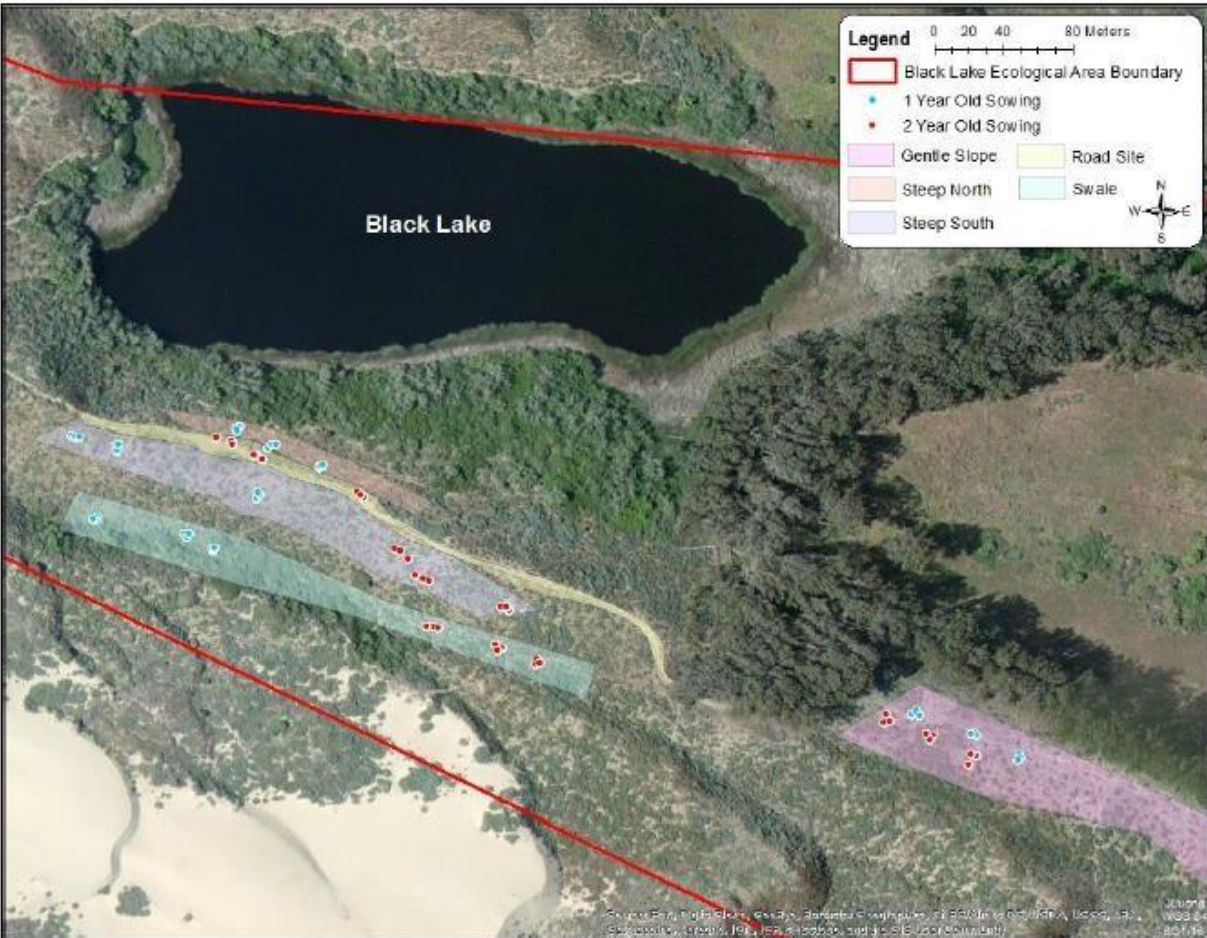 Legend
0 20 40 80 Meters
Black Lake Ecological Area Boundary
1 Year Old Sowing
2 Year Old Sowing
Gentle Slope
Road Site
Steep North
Swale
Steep South
N
W E
S
Black Lake